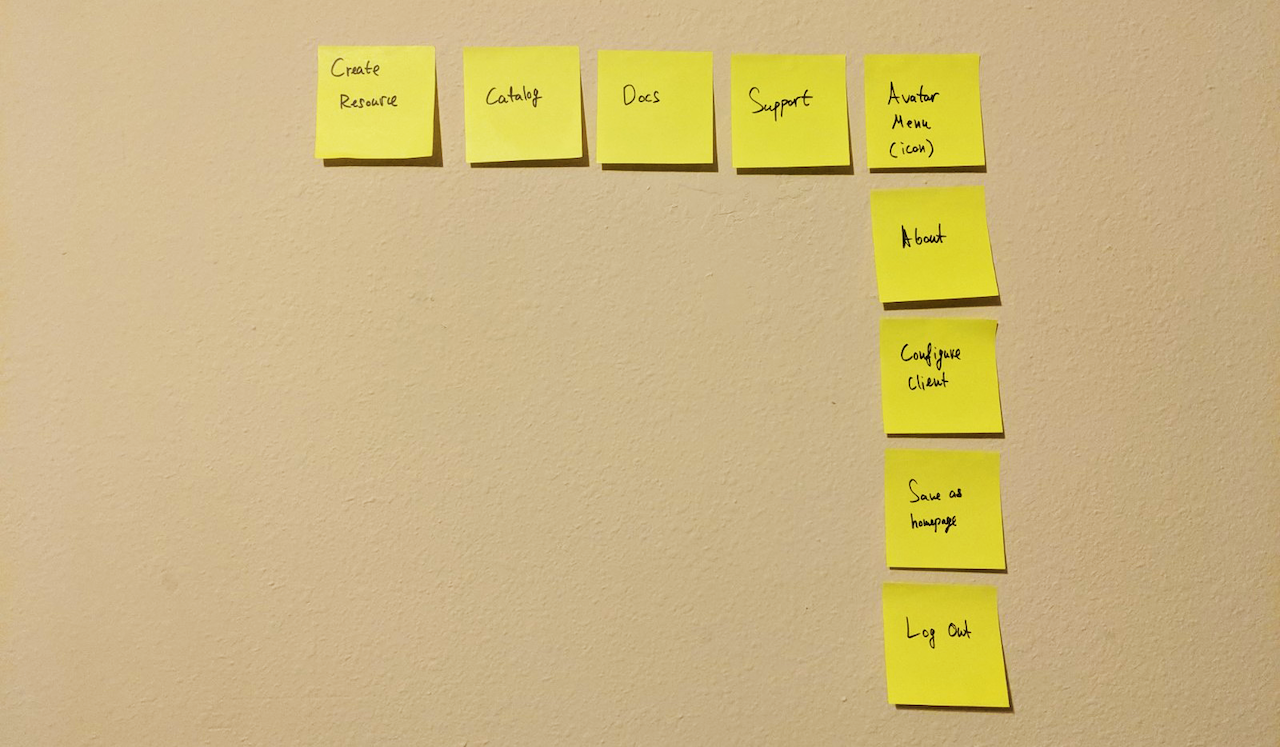 Create
Resource
Catalog
Docs
Support
Avatar
Menu
(icon)
About
Configure
Client
Save as
homepage
Log Out